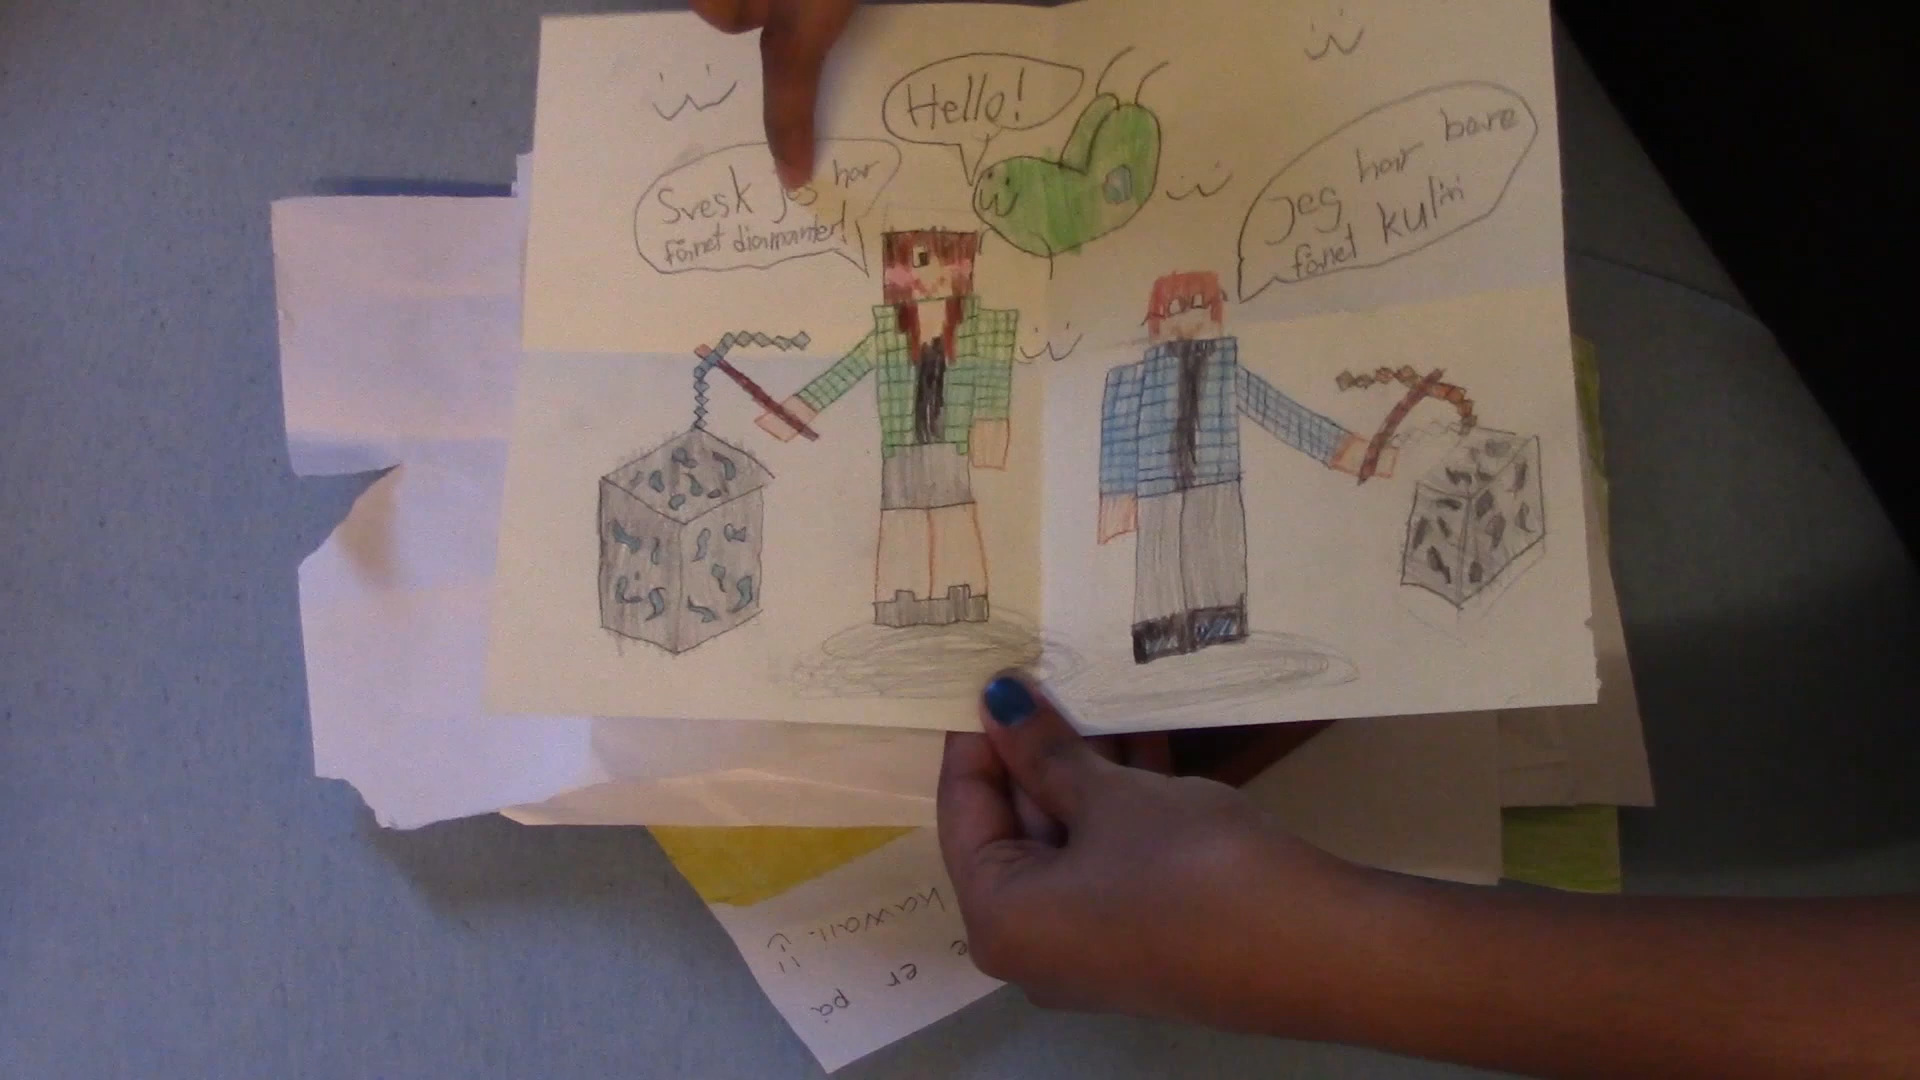 Hello!
Svesk jeg har
fånet diamanter!
Jeg har bare
fånet kull
kawaii
e er på